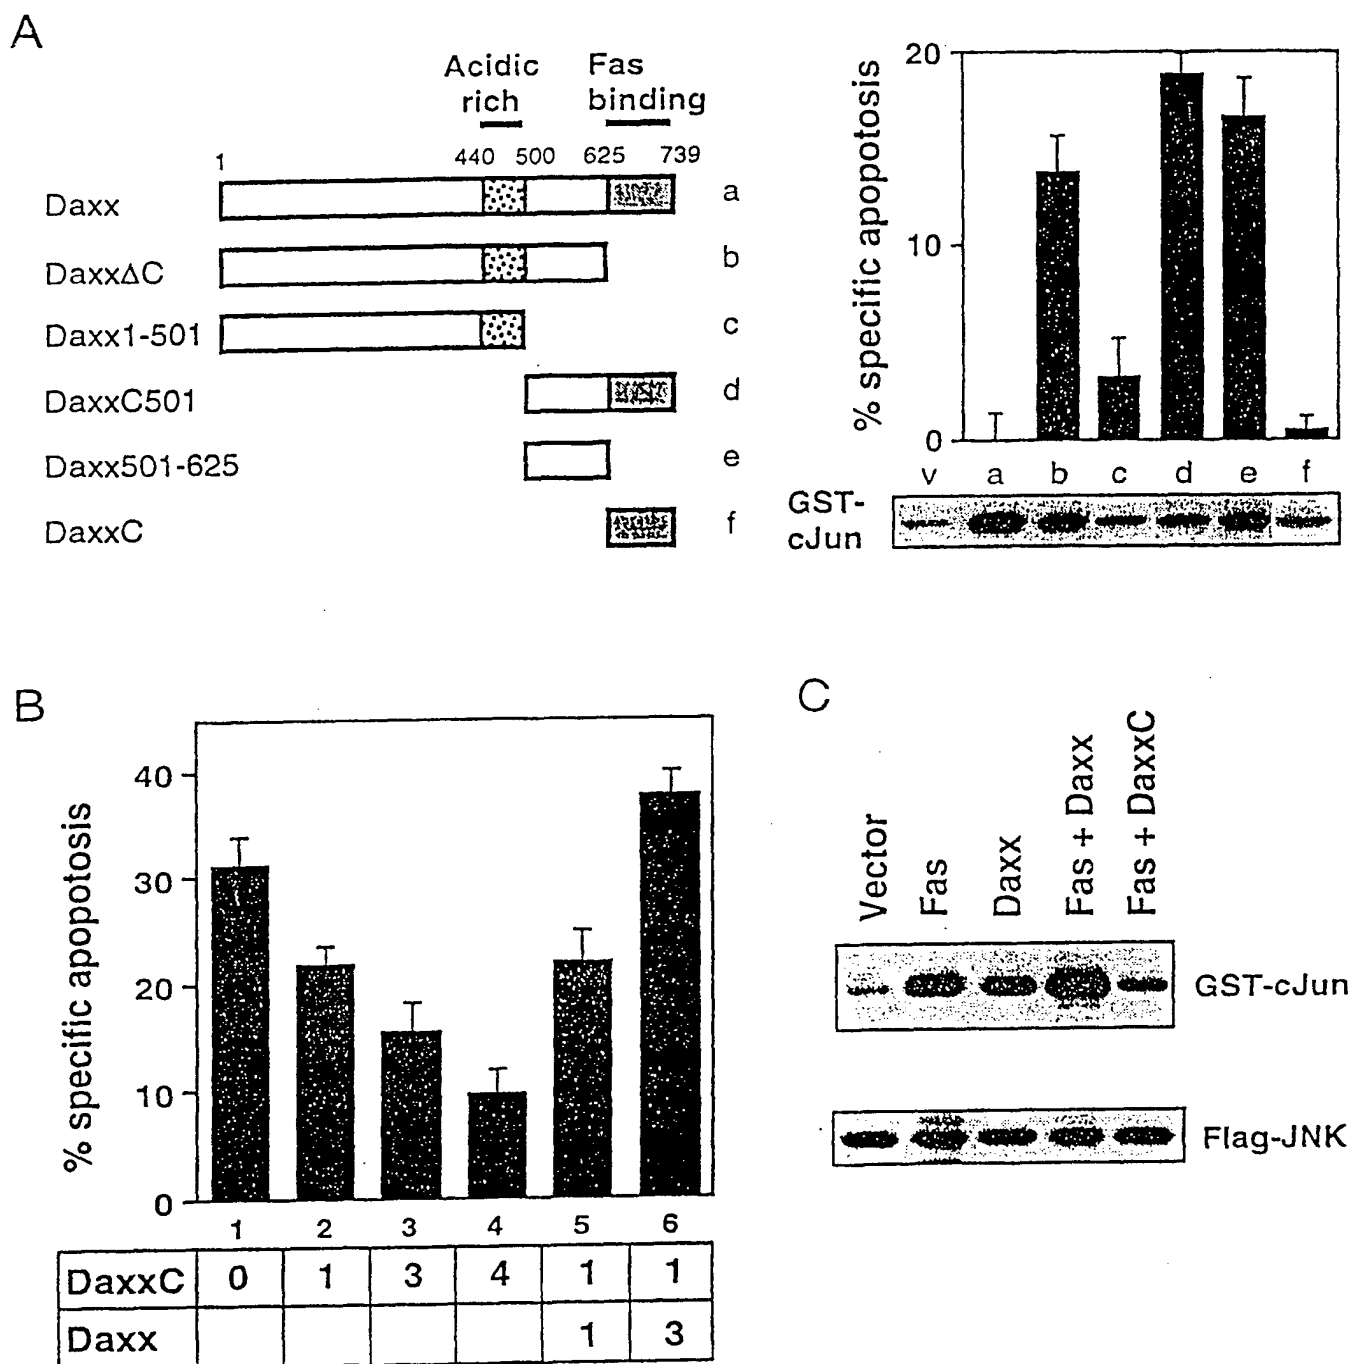 A
Acidic rich
Fas binding
1 440 500 625 739
Daxx a
DaxxΔC b
Daxx1-501 c
DaxxC501 d
Daxx501-625 e
DaxxC f
% specific apopotosis
20
10
0
v a b c d e f
GST-cJun
B
% specific apopotosis
40
30
20
10
0
1 2 3 4 5 6
DaxxC 0 1 3 4 1 1
Daxx 1 3
C
Vector
Fas
Daxx
Fas + Daxx
Fas + DaxxC
GST-cJun
Flag-JNK